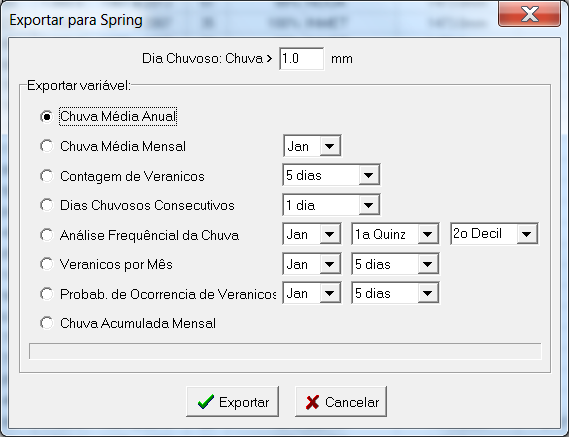 Exportar para Spring
Dia Chuvoso: Chuva > 1.0 mm
Exportar variável:
Chuva Média Anual
Chuva Média Mensal Jan
Contagem de Veranicos 5 dias
Dias Chuvosos Consecutivos 1 dia
Análise Frequêncial da Chuva Jan 1a Quinz 2o Decil
Veranicos por Mês Jan 5 dias
Probab. de Ocorrencia de Veranicos Jan 5 dias
Chuva Acumulada Mensal
Exportar Cancelar